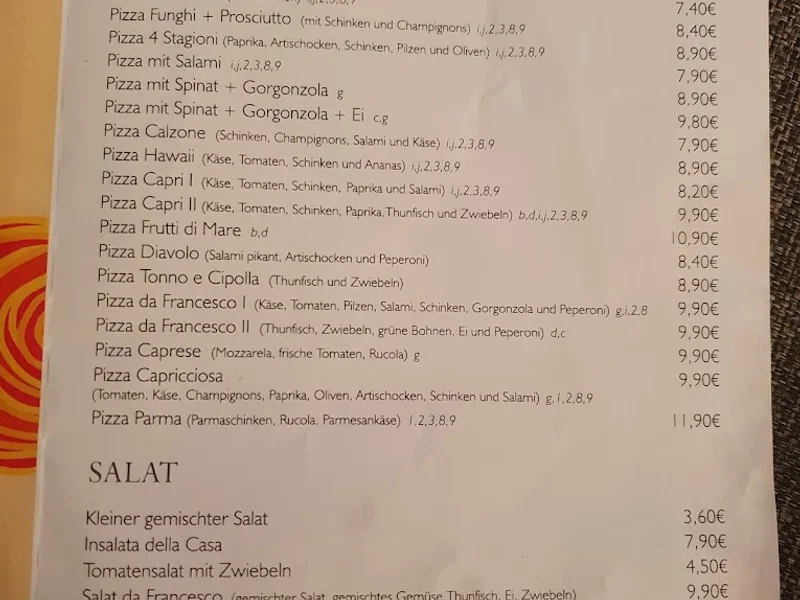 7,40€
Pizza Funghi + Prosciutto (mit Schinken und Champignons) i,j,2,3,8,9 8,40€
Pizza 4 Stagioni (Paprika, Artischocken, Schinken, Pilzen und Oliven) i,j,2,3,8,9 8,90€
Pizza mit Salami i,j,2,3,8,9 7,90€
Pizza mit Spinat + Gorgonzola g 8,90€
Pizza mit Spinat + Gorgonzola + Ei c,g 9,80€
Pizza Calzone (Schinken, Champignons, Salami und Käse) i,j,2,3,8,9 7,90€
Pizza Hawaii (Käse, Tomaten, Schinken und Ananas) i,j,2,3,8,9 8,90€
Pizza Capri I (Käse, Tomaten, Schinken, Paprika und Salami) i,j,2,3,8,9 8,20€
Pizza Capri II (Käse, Tomaten, Schinken, Paprika,Thunfisch und Zwiebeln) b,d,i,j,2,3,8,9 9,90€
Pizza Frutti di Mare b,d 10,90€
Pizza Diavolo (Salami pikant, Artischocken und Peperoni) 8,40€
Pizza Tonno e Cipolla (Thunfisch und Zwiebeln) 8,90€
Pizza da Francesco I (Käse, Tomaten, Pilzen, Salami, Schinken, Gorgonzola und Peperoni) g,i,2,8 9,90€
Pizza da Francesco II (Thunfisch, Zwiebeln, grüne Bohnen, Ei und Peperoni) d,c 9,90€
Pizza Caprese (Mozzarela, frische Tomaten, Rucola) g 9,90€
Pizza Capricciosa 9,90€
(Tomaten, Käse, Champignons, Paprika, Oliven, Artischocken, Schinken und Salami) g,1,2,8,9
Pizza Parma (Parmaschinken, Rucola, Parmesankäse) 1,2,3,8,9 11,90€
SALAT
Kleiner gemischter Salat 3,60€
Insalata della Casa 7,90€
Tomatensalat mit Zwiebeln 4,50€
Salat da Francesco (gemischter Salat, gemischtes Gemüse, Thunfisch, Ei, Zwiebeln) 9,90€